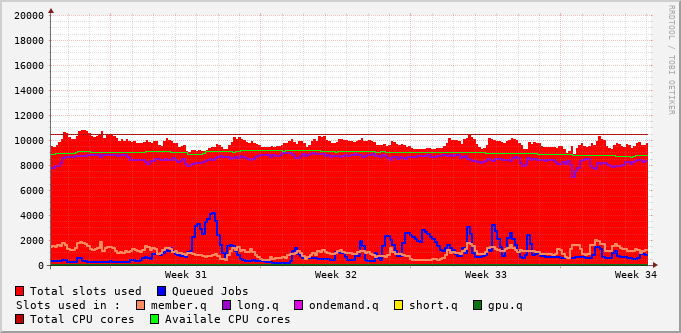 20000
18000
16000
14000
12000
10000
8000
6000
4000
2000
0
Week 31 Week 32 Week 33 Week 34
Total slots used Queued Jobs
Slots used in : member.q long.q ondemand.q short.q gpu.q
Total CPU cores Availale CPU cores
RRDTOOL / TOBI OETIKER